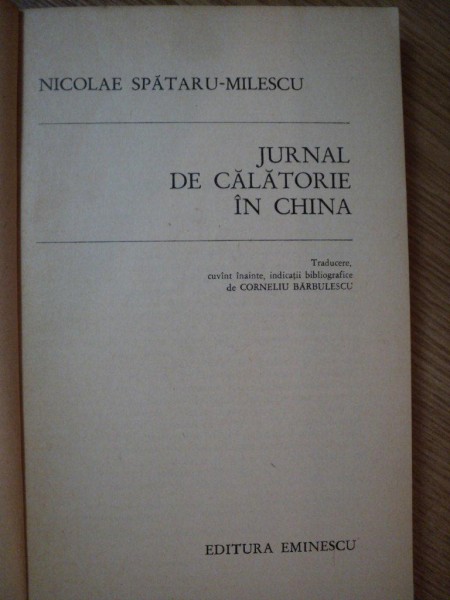 NICOLAE SPĂTARU-MILESCU
JURNAL
DE CĂLĂTORIE
ÎN CHINA
Traducere,
cuvînt înainte, indicații bibliografice
de CORNELIU BĂRBULESCU
EDITURA EMINESCU